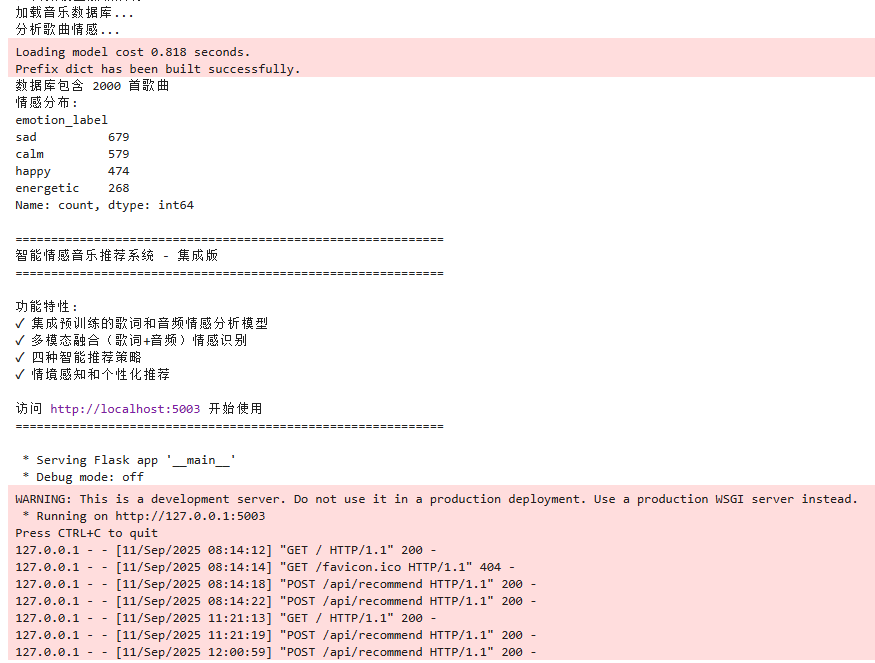 加载音乐数据库...
分析歌曲情感...
Loading model cost 0.818 seconds.
Prefix dict has been built successfully.
数据库包含 2000 首歌曲
情感分布:
emotion_label
sad          679
calm         579
happy        474
energetic    268
Name: count, dtype: int64
============================================================
智能情感音乐推荐系统 - 集成版
============================================================
功能特性:
✓ 集成预训练的歌词和音频情感分析模型
✓ 多模态融合（歌词+音频）情感识别
✓ 四种智能推荐策略
✓ 情境感知和个性化推荐
访问 http://localhost:5003 开始使用
============================================================
 * Serving Flask app '__main__'
 * Debug mode: off
WARNING: This is a development server. Do not use it in a production deployment. Use a production WSGI server instead.
 * Running on http://127.0.0.1:5003
Press CTRL+C to quit
127.0.0.1 - - [11/Sep/2025 08:14:12] "GET / HTTP/1.1" 200 -
127.0.0.1 - - [11/Sep/2025 08:14:14] "GET /favicon.ico HTTP/1.1" 404 -
127.0.0.1 - - [11/Sep/2025 08:14:18] "POST /api/recommend HTTP/1.1" 200 -
127.0.0.1 - - [11/Sep/2025 08:14:22] "POST /api/recommend HTTP/1.1" 200 -
127.0.0.1 - - [11/Sep/2025 11:21:13] "GET / HTTP/1.1" 200 -
127.0.0.1 - - [11/Sep/2025 11:21:19] "POST /api/recommend HTTP/1.1" 200 -
127.0.0.1 - - [11/Sep/2025 12:00:59] "POST /api/recommend HTTP/1.1" 200 -